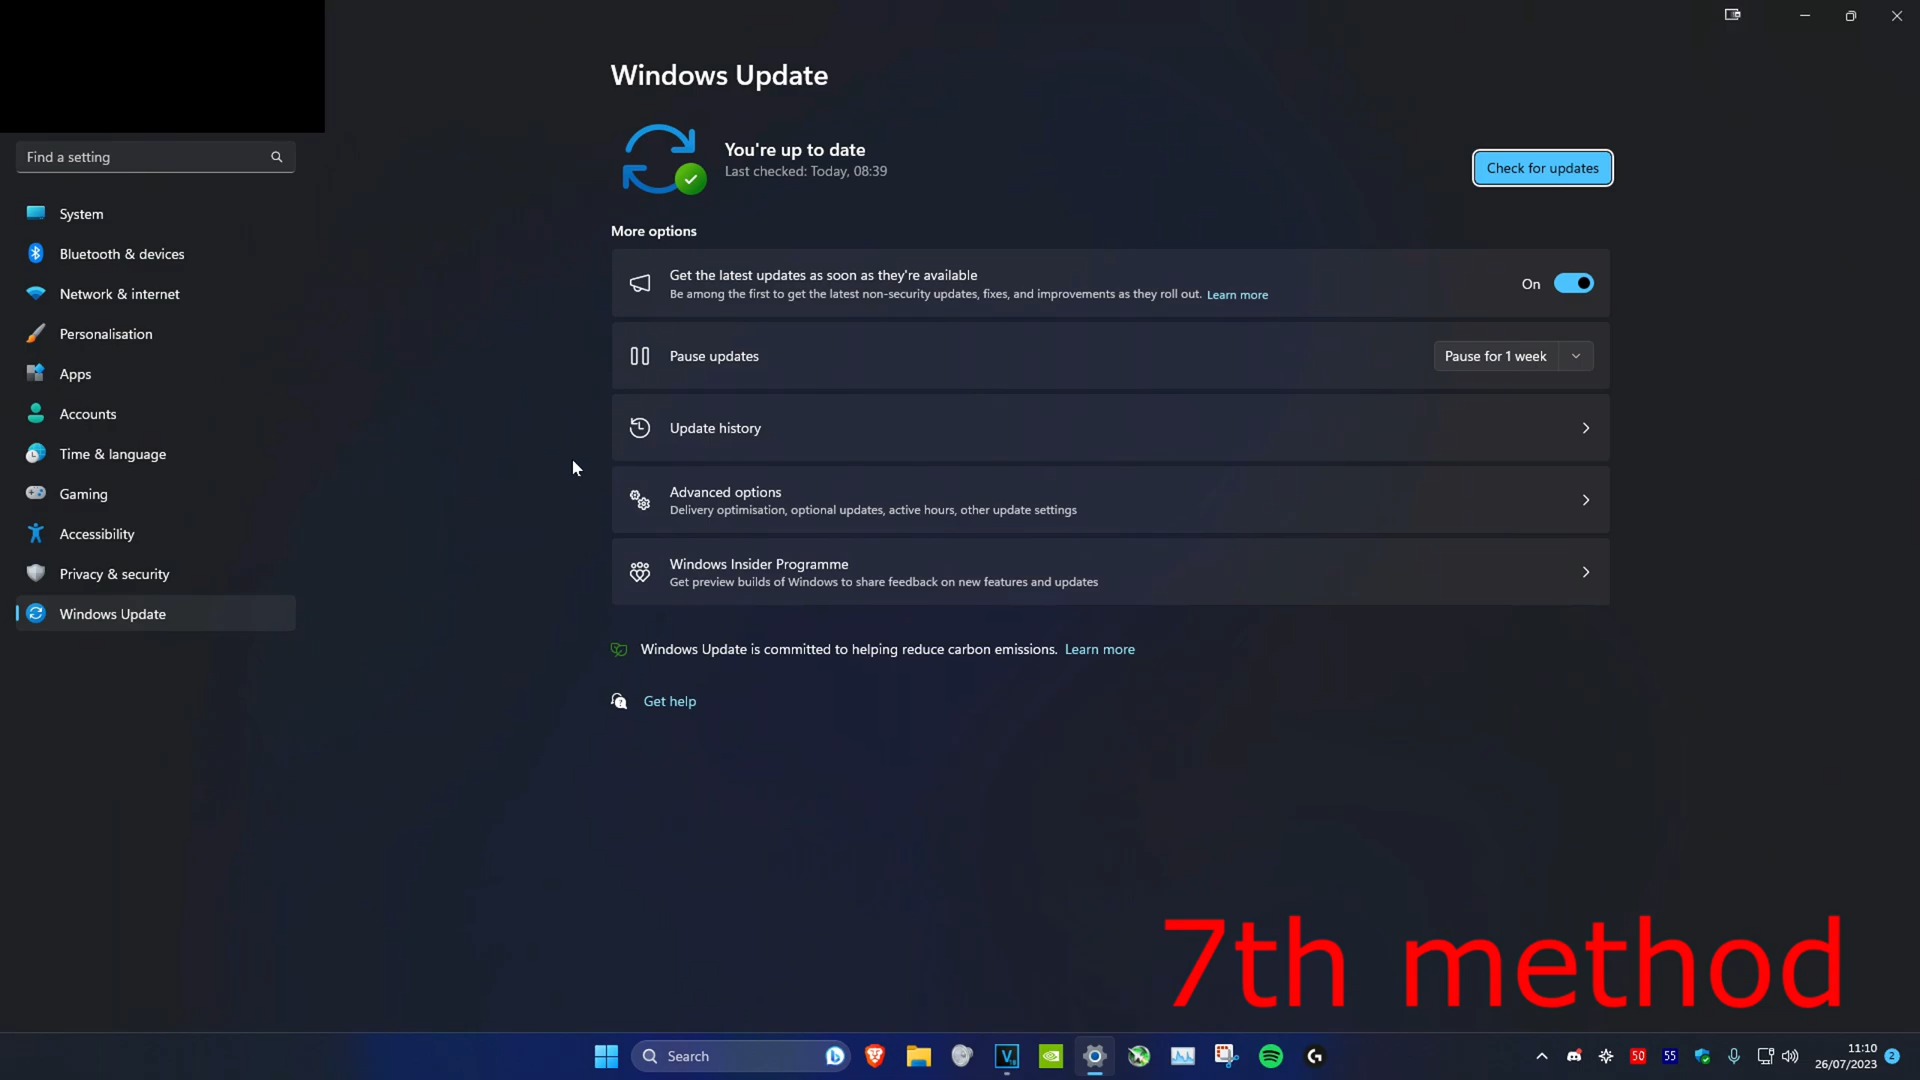 Windows Update
You're up to date
Last checked: Today, 08:39
Check for updates
Find a setting
System
Bluetooth & devices
Network & internet
Personalisation
Apps
Accounts
Time & language
Gaming
Accessibility
Privacy & security
Windows Update
More options
Get the latest updates as soon as they're available
Be among the first to get the latest non-security updates, fixes, and improvements as they roll out. Learn more
On
Pause updates
Pause for 1 week
Update history
Advanced options
Delivery optimisation, optional updates, active hours, other update settings
Windows Insider Programme
Get preview builds of Windows to share feedback on new features and updates
Windows Update is committed to helping reduce carbon emissions. Learn more
Get help
7th method
Search
50
55
11:10
26/07/2023
2